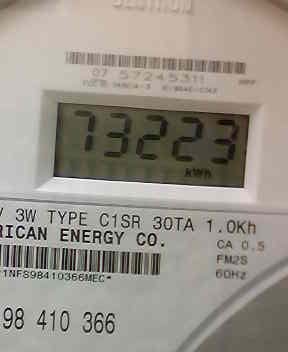 07 57245311
73223
kWh
V 3W TYPE C1SR 30TA 1.0Kh
RICAN ENERGY CO.
CA 0.5
FM2S
60Hz
1NFS98410366MEC*
98 410 366